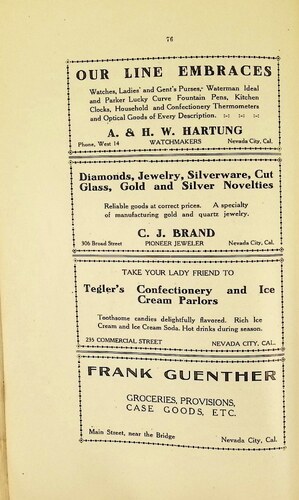 76
OUR LINE EMBRACES
Watches, Ladies' and Gent's Purses, Waterman Ideal
and Parker Lucky Curve Fountain Pens, Kitchen
Clocks, Household and Confectionery Thermometers
and Optical Goods of Every Description.
A. & H. W. HARTUNG
Phone, West 14 WATCHMAKERS Nevada City, Cal.
Diamonds, Jewelry, Silverware, Cut
Glass, Gold and Silver Novelties
Reliable goods at correct prices. A specialty
of manufacturing gold and quartz jewelry.
C. J. BRAND
306 Broad Street PIONEER JEWELER Nevada City, Cal.
TAKE YOUR LADY FRIEND TO
Tegler's Confectionery and Ice
Cream Parlors
Toothsome candies delightfully flavored. Rich Ice
Cream and Ice Cream Soda. Hot drinks during season.
235 COMMERCIAL STREET NEVADA CITY, CAL.
FRANK GUENTHER
GROCERIES, PROVISIONS,
CASE GOODS, ETC.
Main Street, near the Bridge Nevada City, Cal.